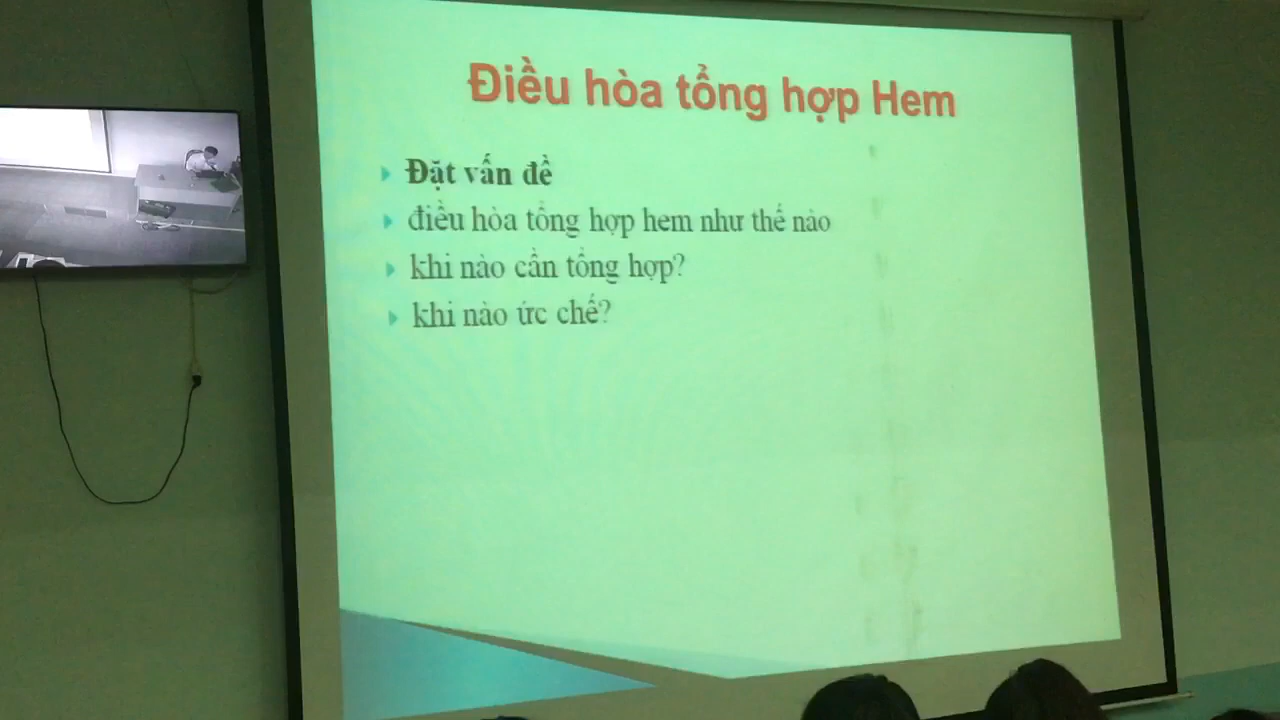 Điều hòa tổng hợp Hem
Đặt vấn đề
điều hòa tổng hợp hem như thế nào
khi nào cần tổng hợp?
khi nào ức chế?